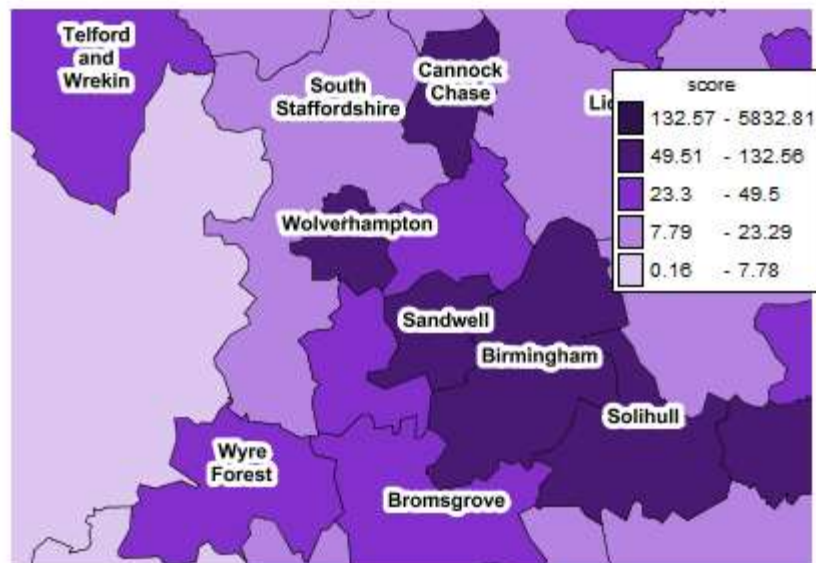 Telford
and
Wrekin
South
Staffordshire
Cannock
Chase
score
132.57 - 5832.81
49.51 - 132.56
23.3 - 49.5
7.79 - 23.29
0.16 - 7.78
Wolverhampton
Sandwell
Birmingham
Solihull
Wyre
Forest
Bromsgrove